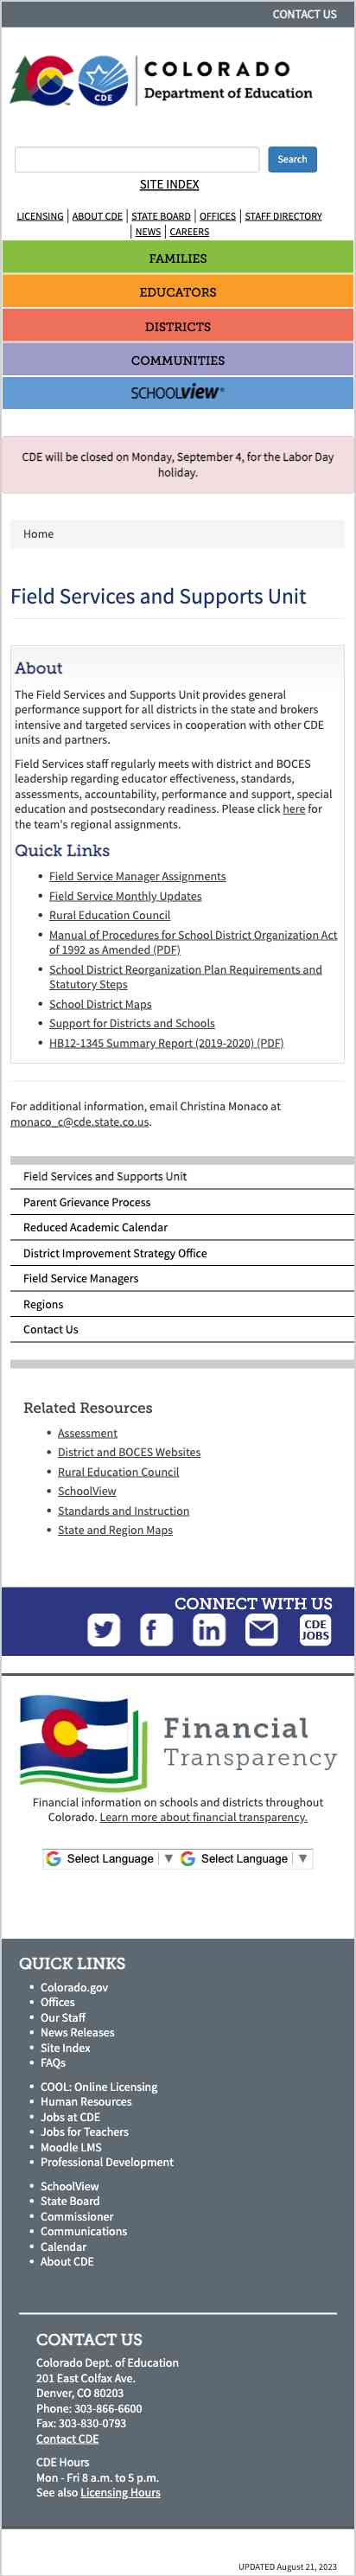 CONTACT US
COLORADO
Department of Education
CDE
Search
SITE INDEX
LICENSING | ABOUT CDE | STATE BOARD | OFFICES | STAFF DIRECTORY
| NEWS | CAREERS
FAMILIES
EDUCATORS
DISTRICTS
COMMUNITIES
SCHOOLVIEW®
CDE will be closed on Monday, September 4, for the Labor Day
holiday.
Home
Field Services and Supports Unit
About
The Field Services and Supports Unit provides general
performance support for all districts in the state and brokers
intensive and targeted services in cooperation with other CDE
units and partners.
Field Services staff regularly meets with district and BOCES
leadership regarding educator effectiveness, standards,
assessments, accountability, performance and support, special
education and postsecondary readiness. Please click here for
the team's regional assignments.
Quick Links
• Field Service Manager Assignments
• Field Service Monthly Updates
• Rural Education Council
• Manual of Procedures for School District Organization Act
of 1992 as Amended (PDF)
• School District Reorganization Plan Requirements and
Statutory Steps
• School District Maps
• Support for Districts and Schools
• HB12-1345 Summary Report (2019-2020) (PDF)
For additional information, email Christina Monaco at
monaco_c@cde.state.co.us.
Field Services and Supports Unit
Parent Grievance Process
Reduced Academic Calendar
District Improvement Strategy Office
Field Service Managers
Regions
Contact Us
Related Resources
• Assessment
• District and BOCES Websites
• Rural Education Council
• SchoolView
• Standards and Instruction
• State and Region Maps
CONNECT WITH US
CDE
JOBS
Financial
Transparency
Financial information on schools and districts throughout
Colorado. Learn more about financial transparency.
Select Language ▼ Select Language ▼
QUICK LINKS
• Colorado.gov
• Offices
• Our Staff
• News Releases
• Site Index
• FAQs
• COOL: Online Licensing
• Human Resources
• Jobs at CDE
• Jobs for Teachers
• Moodle LMS
• Professional Development
• SchoolView
• State Board
• Commissioner
• Communications
• Calendar
• About CDE
CONTACT US
Colorado Dept. of Education
201 East Colfax Ave.
Denver, CO 80203
Phone: 303-866-6600
Fax: 303-830-0793
Contact CDE
CDE Hours
Mon - Fri 8 a.m. to 5 p.m.
See also Licensing Hours
UPDATED August 21, 2023